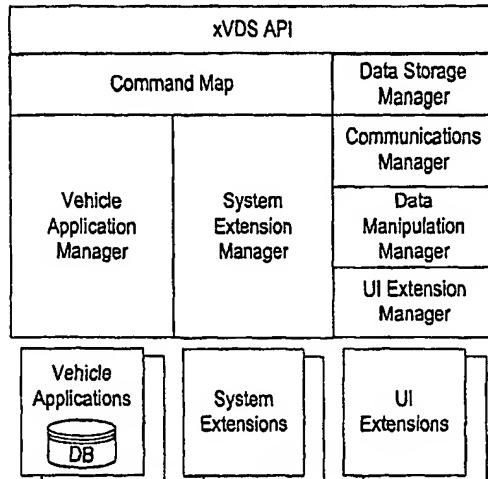 xVDS API
Command Map
Data Storage
Manager
Communications
Manager
Vehicle
Application
Manager
System
Extension
Manager
Data
Manipulation
Manager
UI Extension
Manager
Vehicle
Applications
DB
System
Extensions
UI
Extensions